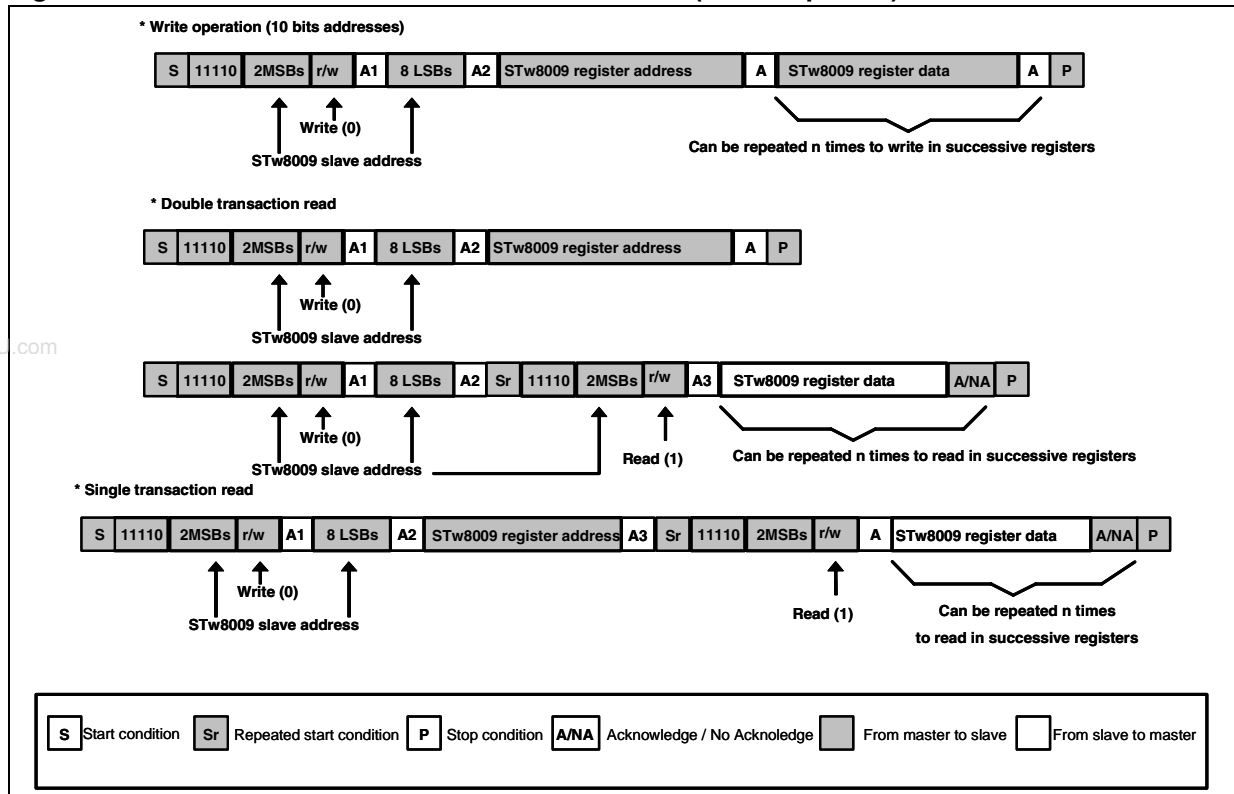 * Write operation (10 bits addresses)
S 11110 2MSBs r/w A1 8 LSBs A2 STw8009 register address A STw8009 register data A P
Write (0)
STw8009 slave address
Can be repeated n times to write in successive registers
* Double transaction read
S 11110 2MSBs r/w A1 8 LSBs A2 STw8009 register address A P
Write (0)
STw8009 slave address
.com
S 11110 2MSBs r/w A1 8 LSBs A2 Sr 11110 2MSBs r/w A3 STw8009 register data A/NA P
Write (0)
STw8009 slave address
Read (1)
Can be repeated n times to read in successive registers
* Single transaction read
S 11110 2MSBs r/w A1 8 LSBs A2 STw8009 register address A3 Sr 11110 2MSBs r/w A STw8009 register data A/NA P
Write (0)
STw8009 slave address
Read (1)
Can be repeated n times
to read in successive registers
S Start condition Sr Repeated start condition P Stop condition A/NA Acknowledge / No Acknoledge From master to slave From slave to master